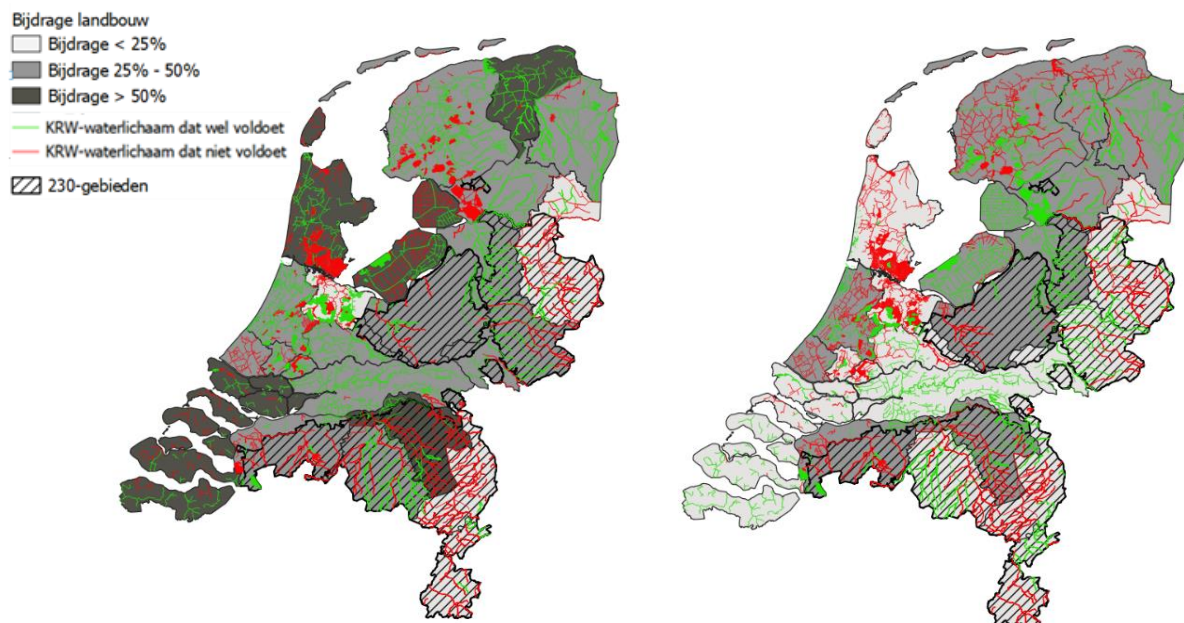 Bijdrage landbouw
Bijdrage < 25%
Bijdrage 25% - 50%
Bijdrage > 50%
KRW-waterlichaam dat wel voldoet
KRW-waterlichaam dat niet voldoet
230-gebieden